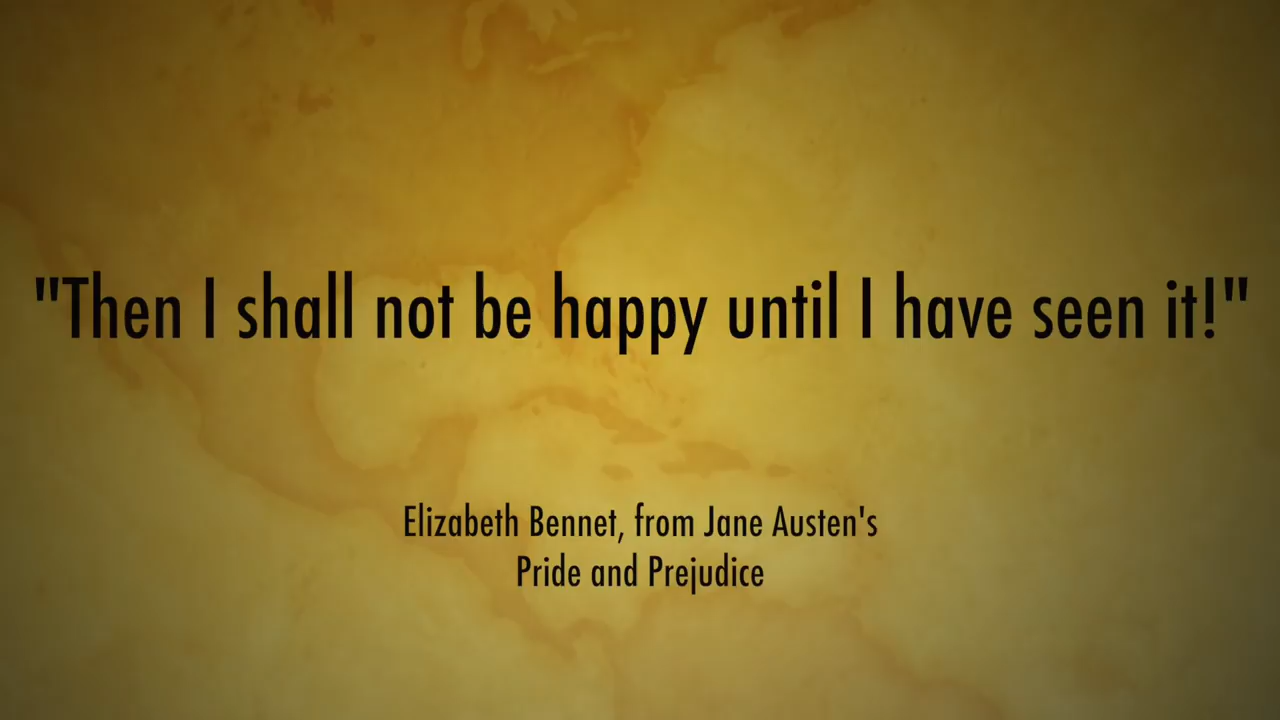 "Then I shall not be happy until I have seen it!"
Elizabeth Bennet, from Jane Austen's
Pride and Prejudice